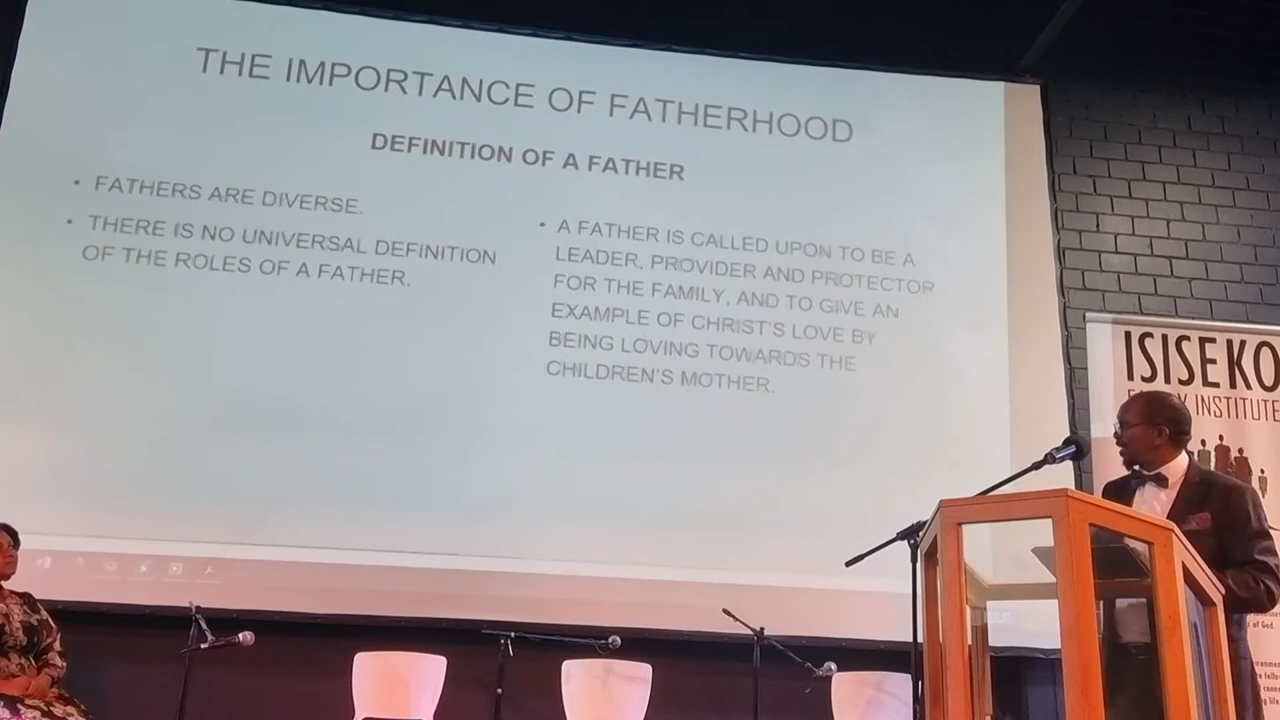 THE IMPORTANCE OF FATHERHOOD
DEFINITION OF A FATHER
• FATHERS ARE DIVERSE.
• THERE IS NO UNIVERSAL DEFINITION
OF THE ROLES OF A FATHER.
• A FATHER IS CALLED UPON TO BE A
LEADER, PROVIDER AND PROTECTOR
FOR THE FAMILY, AND TO GIVE AN
EXAMPLE OF CHRIST'S LOVE BY
BEING LOVING TOWARDS THE
CHILDREN'S MOTHER.
ISISEKO
INSTITUTE
of God.